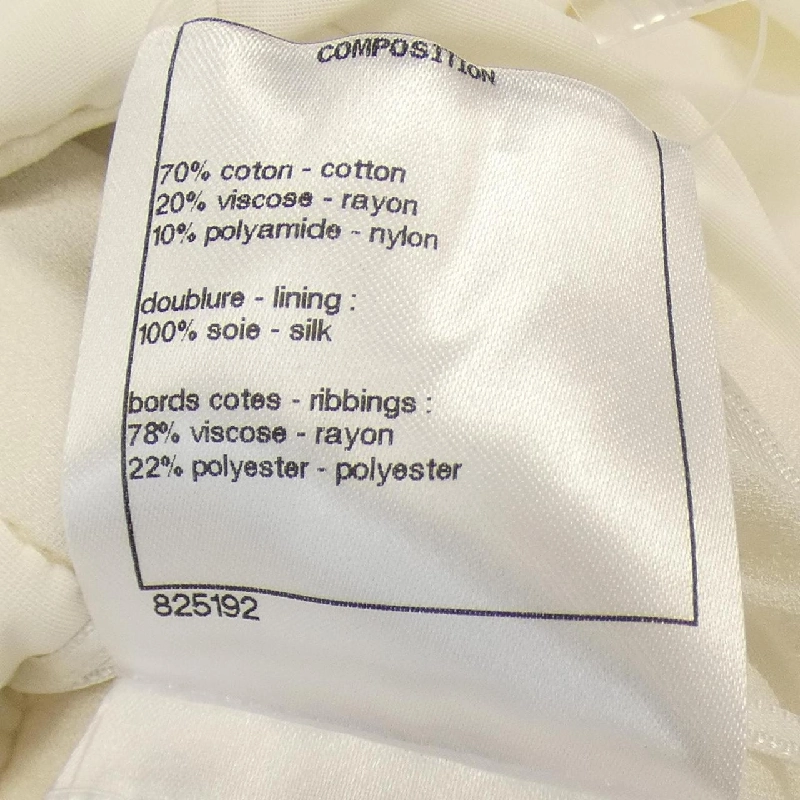 COMPOSITION
70% coton - cotton
20% viscose - rayon
10% polyamide - nylon
doublure - lining :
100% soie - silk
bords cotes - ribbings :
78% viscose - rayon
22% polyester - polyester
825192